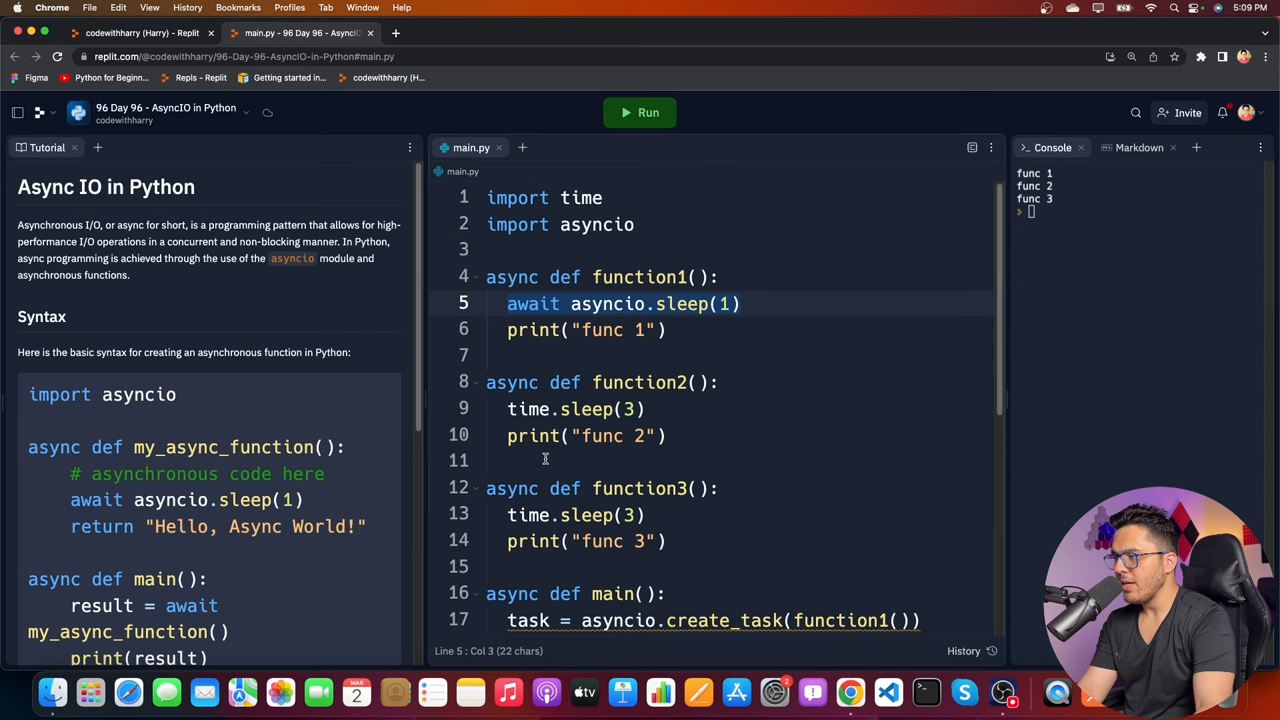 Chrome File Edit View History Bookmarks Profiles Tab Window Help 5:09 PM
codewithharry (Harry) - Replit
main.py - 96 Day 96 - AsyncIO
replit.com/@codewithharry/96-Day-96-AsyncIO-in-Python#main.py
Figma Python for Beginn... Repls - Replit Getting started in... codewithharry (H...
96 Day 96 - AsyncIO in Python
codewithharry
Run
Invite
Tutorial
Async IO in Python
Asynchronous I/O, or async for short, is a programming pattern that allows for high-
performance I/O operations in a concurrent and non-blocking manner. In Python,
async programming is achieved through the use of the asyncio module and
asynchronous functions.
Syntax
Here is the basic syntax for creating an asynchronous function in Python:
import asyncio
async def my_async_function():
# asynchronous code here
await asyncio.sleep(1)
return "Hello, Async World!"
async def main():
result = await
my_async_function()
print(result)
main.py
main.py
1 import time
2 import asyncio
3
4 async def function1():
5 await asyncio.sleep(1)
6 print("func 1")
7
8 async def function2():
9 time.sleep(3)
10 print("func 2")
11
12 async def function3():
13 time.sleep(3)
14 print("func 3")
15
16 async def main():
17 task = asyncio.create_task(function1())
Line 5 : Col 3 (22 chars)
History
Console Markdown
func 1
func 2
func 3
MAR
2
tv
2